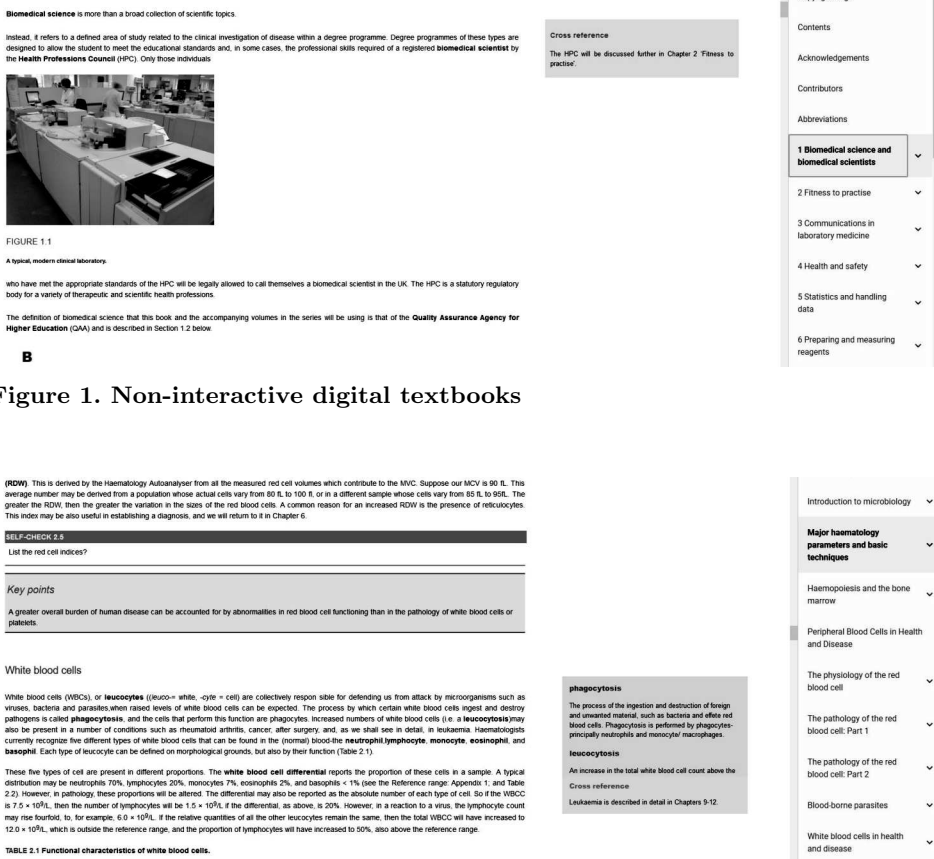 Biomedical science is more than a broad collection of scientific topics.
Instead, it refers to a defined area of study related to the clinical investigation of disease within a degree programme. Degree programmes of these types are
designed to allow the student to meet the educational standards and, in some cases, the professional skills required of a registered biomedical scientist by
the Health Professions Council (HPC). Only those individuals
FIGURE 1.1
A typical, modern clinical laboratory.
who have met the appropriate standards of the HPC will be legally allowed to call themselves a biomedical scientist in the UK. The HPC is a statutory regulatory
body for a variety of therapeutic and scientific health professions.
The definition of biomedical science that this book and the accompanying volumes in the series will be using is that of the Quality Assurance Agency for
Higher Education (QAA) and is described in Section 1.2 below.
B
Cross reference
The HPC will be discussed further in Chapter 2 'Fitness to
practise'.
Contents
Acknowledgements
Contributors
Abbreviations
1 Biomedical science and
biomedical scientists
2 Fitness to practise
3 Communications in
laboratory medicine
4 Health and safety
5 Statistics and handling
data
6 Preparing and measuring
reagents
Figure 1. Non-interactive digital textbooks
(RDW). This is derived by the Haematology Autoanalyser from all the measured red cell volumes which contribute to the MVC. Suppose our MCV is 90 fL. This
average number may be derived from a population whose actual cells vary from 80 fL to 100 fl, or in a different sample whose cells vary from 85 fL to 95fL. The
greater the RDW, then the greater the variation in the sizes of the red blood cells. A common reason for an increased RDW is the presence of reticulocytes.
This index may be also useful in establishing a diagnosis, and we will return to it in Chapter 6.
SELF-CHECK 2.5
List the red cell indices?
Key points
A greater overall burden of human disease can be accounted for by abnormalities in red blood cell functioning than in the pathology of white blood cells or
platelets.
White blood cells
White blood cells (WBCs), or leucocytes ((leuco-= white, -cyte = cell) are collectively respon sible for defending us from attack by microorganisms such as
viruses, bacteria and parasites,when raised levels of white blood cells can be expected. The process by which certain white blood cells ingest and destroy
pathogens is called phagocytosis, and the cells that perform this function are phagocytes. Increased numbers of white blood cells (i.e. a leucocytosis)may
also be present in a number of conditions such as rheumatoid arthritis, cancer, after surgery, and, as we shall see in detail, in leukaemia. Haematologists
currently recognize five different types of white blood cells that can be found in the (normal) blood-the neutrophil,lymphocyte, monocyte, eosinophil, and
basophil. Each type of leucocyte can be defined on morphological grounds, but also by their function (Table 2.1).
These five types of cell are present in different proportions. The white blood cell differential reports the proportion of these cells in a sample. A typical
distribution may be neutrophils 70%, lymphocytes 20%, monocytes 7%, eosinophils 2%, and basophils < 1% (see the Reference range: Appendix 1: and Table
2.2). However, in pathology, these proportions will be altered. The differential may also be reported as the absolute number of each type of cell. So if the WBCC
is 7.5 × 10⁹/L, then the number of lymphocytes will be 1.5 × 10⁹/L if the differential, as above, is 20%. However, in a reaction to a virus, the lymphocyte count
may rise fourfold, to, for example, 6.0 × 10⁹/L. If the relative quantities of all the other leucocytes remain the same, then the total WBCC will have increased to
12.0 × 10⁹/L, which is outside the reference range, and the proportion of lymphocytes will have increased to 50%, also above the reference range.
TABLE 2.1 Functional characteristics of white blood cells.
phagocytosis
The process of the ingestion and destruction of foreign
and unwanted material, such as bacteria and effete red
blood cells. Phagocytosis is performed by phagocytes-
principally neutrophils and monocyte/ macrophages.
leucocytosis
An increase in the total white blood cell count above the
Cross reference
Leukaemia is described in detail in Chapters 9-12.
Introduction to microbiology
Major haematology
parameters and basic
techniques
Haemopoiesis and the bone
marrow
Peripheral Blood Cells in Health
and Disease
The physiology of the red
blood cell
The pathology of the red
blood cell: Part 1
The pathology of the red
blood cell: Part 2
Blood-borne parasites
White blood cells in health
and disease